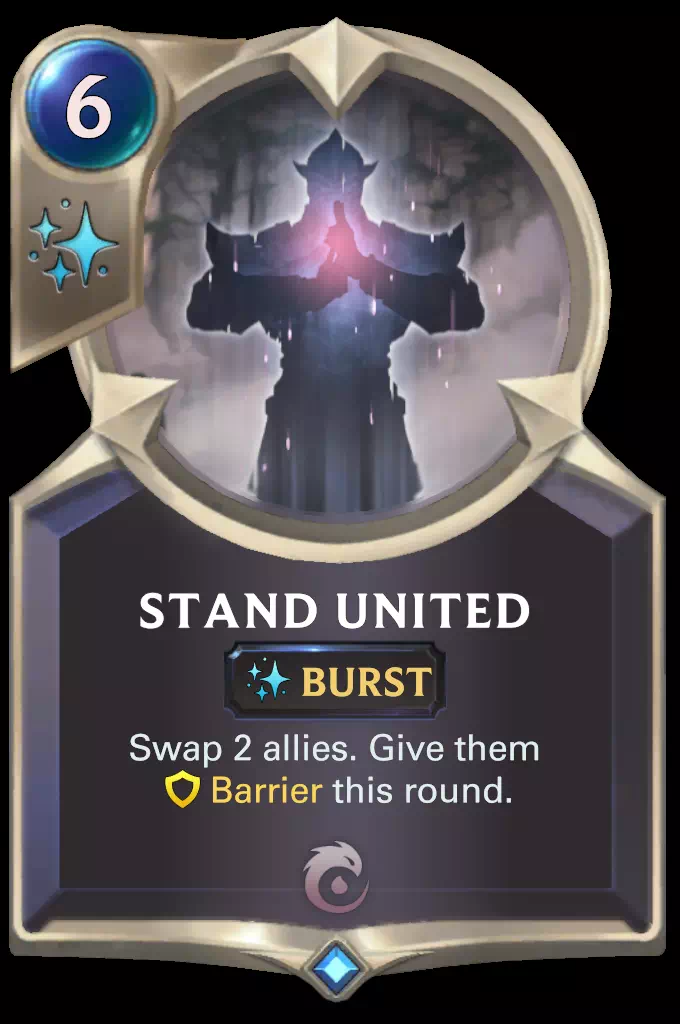 6
STAND UNITED
BURST
Swap 2 allies. Give them
Barrier this round.